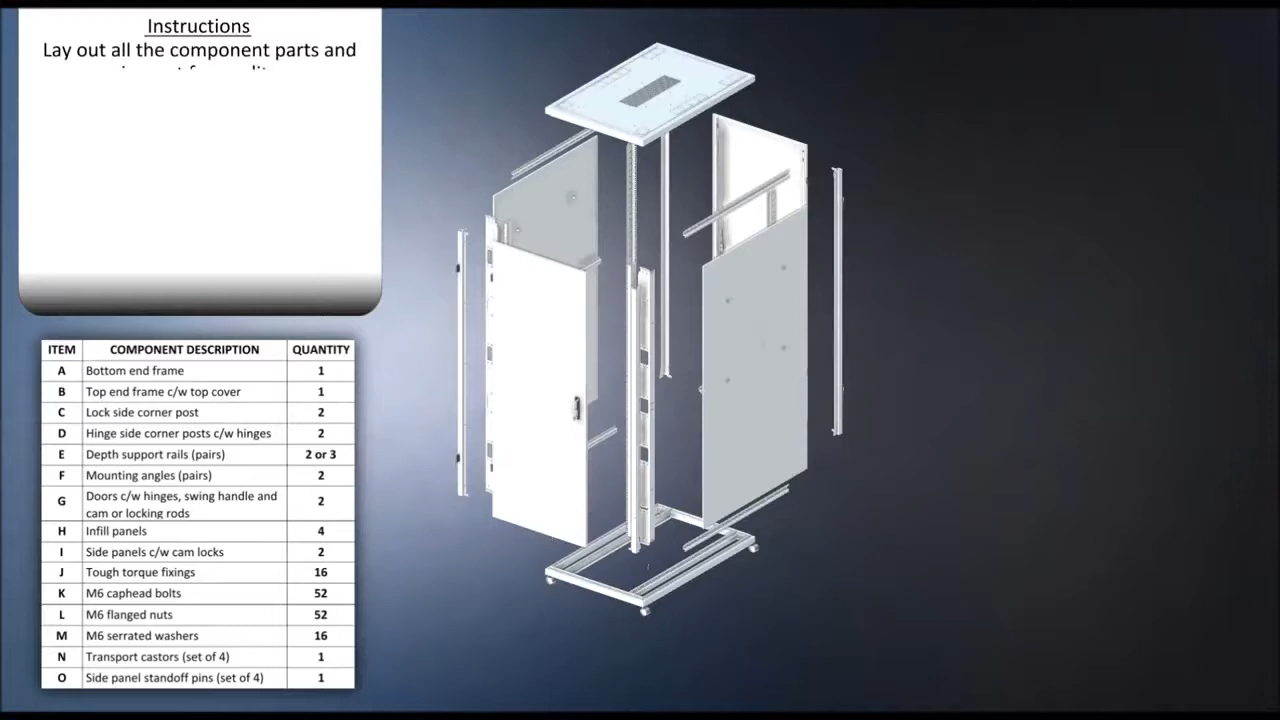 Instructions
Lay out all the component parts and
ITEM COMPONENT DESCRIPTION QUANTITY
A Bottom end frame 1
B Top end frame c/w top cover 1
C Lock side corner post 2
D Hinge side corner posts c/w hinges 2
E Depth support rails (pairs) 2 or 3
F Mounting angles (pairs) 2
G Doors c/w hinges, swing handle and 2
cam or locking rods
H Infill panels 4
I Side panels c/w cam locks 2
J Tough torque fixings 16
K M6 caphead bolts 52
L M6 flanged nuts 52
M M6 serrated washers 16
N Transport castors (set of 4) 1
O Side panel standoff pins (set of 4) 1